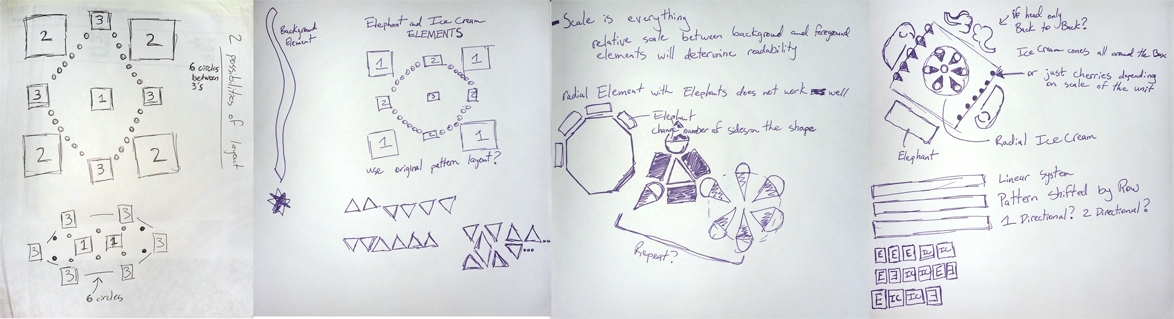 3
2
2
6 circles
between
3's
3
1
3
2
2
3
2 possibilities of layout
3
3
3
1
1
3
3
3
6 circles
Background
Element
Elephant and Ice Cream
ELEMENTS
1
2
1
2
3
2
1
2
1
use original pattern layout?
Scale is everything
relative scale between background and foreground
elements will determine readability
radial Element with Elephants does not work well
Elephant
change number of sides on the shape
Repeat?
head only
Back to Back?
Ice Cream cones all around the Box
or just cherries depending
on scale of the unit
Elephant
Radial Ice Cream
Linear system
Pattern shifted by Row
1 Directional? 2 Directional?
E E E IC IC
E E IC IC E E
E IC IC E